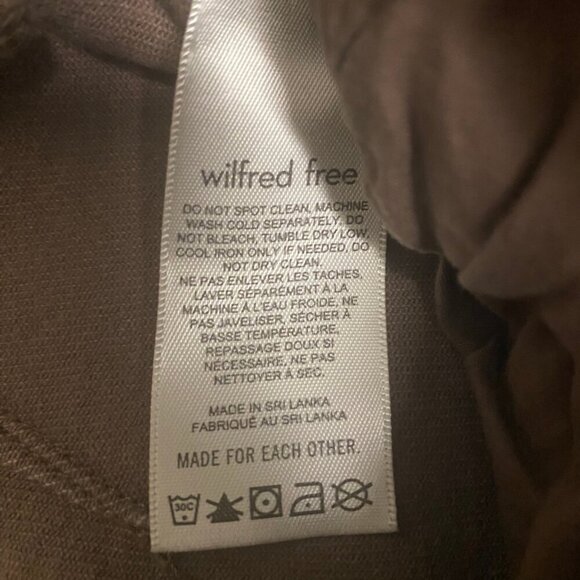 wilfred free
DO NOT SPOT CLEAN, MACHINE
WASH COLD SEPARATELY, DO
NOT BLEACH, TUMBLE DRY LOW,
COOL IRON ONLY IF NEEDED, DO
NOT DRY CLEAN.
NE PAS ENLEVER LES TACHES,
LAVER SÉPARÉMENT À LA
MACHINE À L'EAU FROIDE, NE
PAS JAVELISER, SÉCHER À
BASSE TEMPÉRATURE,
REPASSAGE DOUX SI
NÉCESSAIRE, NE PAS
NETTOYER À SEC.
MADE IN SRI LANKA
FABRIQUÉ AU SRI LANKA
MADE FOR EACH OTHER.
30C